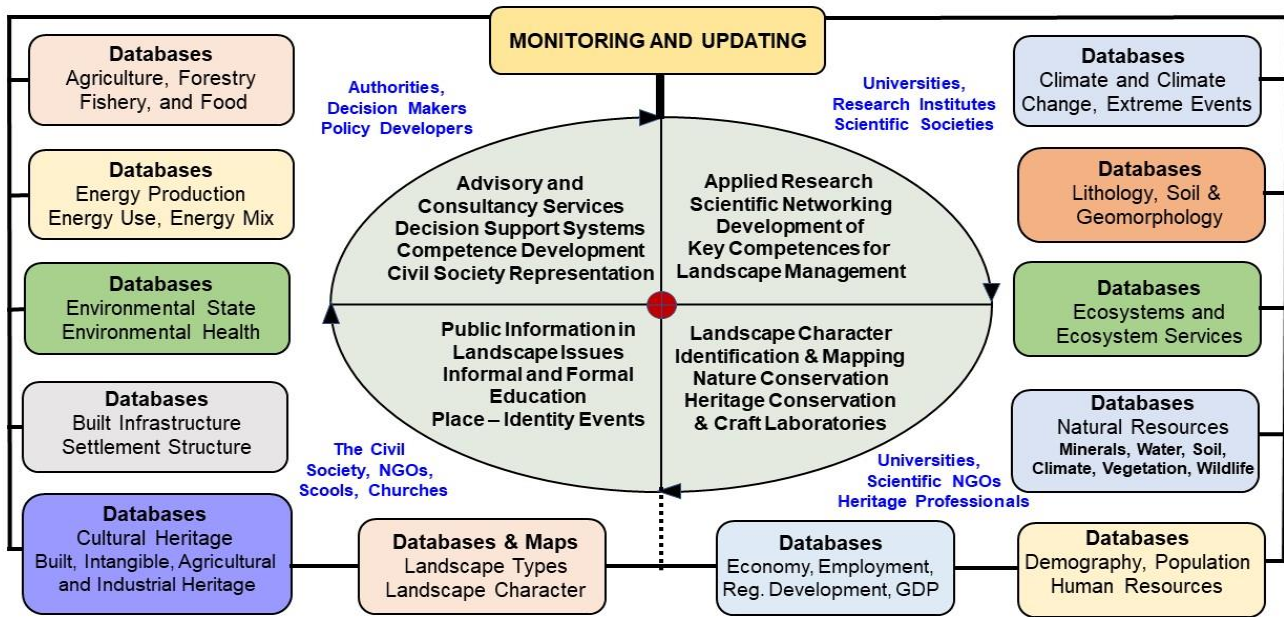 MONITORING AND UPDATING
Databases
Agriculture, Forestry
Fishery, and Food
Databases
Energy Production
Energy Use, Energy Mix
Databases
Environmental State
Environmental Health
Databases
Built Infrastructure
Settlement Structure
Databases
Cultural Heritage
Built, Intangible, Agricultural
and Industrial Heritage
Authorities,
Decision Makers
Policy Developers
Universities,
Research Institutes
Scientific Societies
Advisory and
Consultancy Services
Decision Support Systems
Competence Development
Civil Society Representation
Applied Research
Scientific Networking
Development of
Key Competences for
Landscape Management
Public Information in
Landscape Issues
Informal and Formal
Education
Place – Identity Events
Landscape Character
Identification & Mapping
Nature Conservation
Heritage Conservation
& Craft Laboratories
The Civil
Society, NGOs,
Scools, Churches
Universities,
Scientific NGOs
Heritage Professionals
Databases & Maps
Landscape Types
Landscape Character
Databases
Economy, Employment,
Reg. Development, GDP
Databases
Climate and Climate
Change, Extreme Events
Databases
Lithology, Soil &
Geomorphology
Databases
Ecosystems and
Ecosystem Services
Databases
Natural Resources
Minerals, Water, Soil,
Climate, Vegetation, Wildlife
Databases
Demography, Population
Human Resources